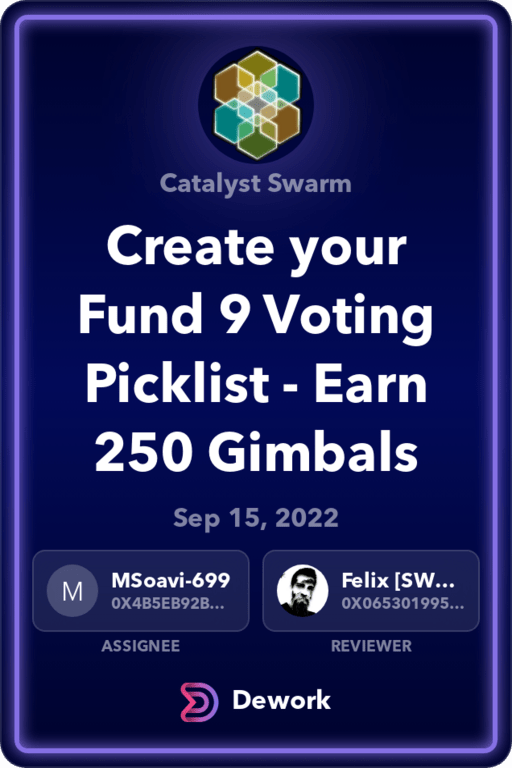 Catalyst Swarm
Create your
Fund 9 Voting
Picklist - Earn
250 Gimbals
Sep 15, 2022
M
MSoavi-699
0X4B5EB92B...
ASSIGNEE
Felix [SW...
0X065301995...
REVIEWER
Dework